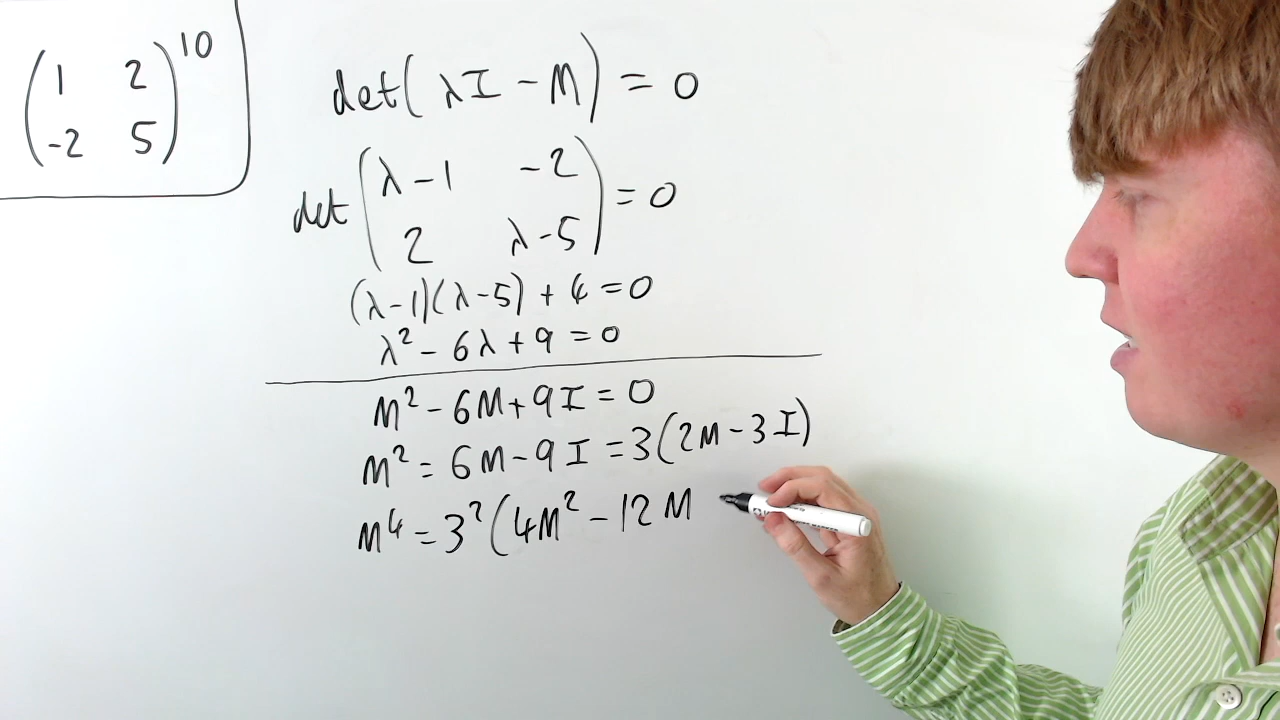 ( 1 2 )^10
( -2 5 )
det( λI - M ) = 0
det ( λ-1 -2 ) = 0
( 2 λ-5 )
(λ-1)(λ-5) + 4 = 0
λ² - 6λ + 9 = 0
M² - 6M + 9I = 0
M² = 6M - 9I = 3(2M - 3I)
M⁴ = 3²(4M² - 12M